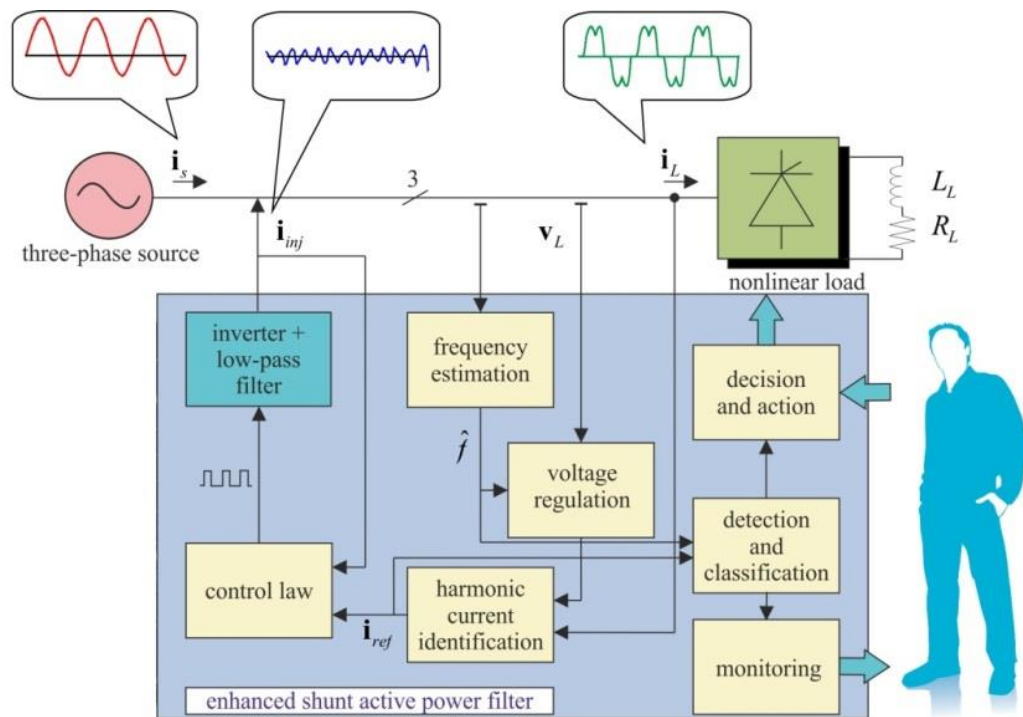 i_s
i_L
3
L_L
R_L
i_inj
v_L
three-phase source
nonlinear load
inverter +
low-pass
filter
frequency
estimation
decision
and action
f̂
voltage
regulation
detection
and
classification
control law
harmonic
current
identification
i_ref
monitoring
enhanced shunt active power filter